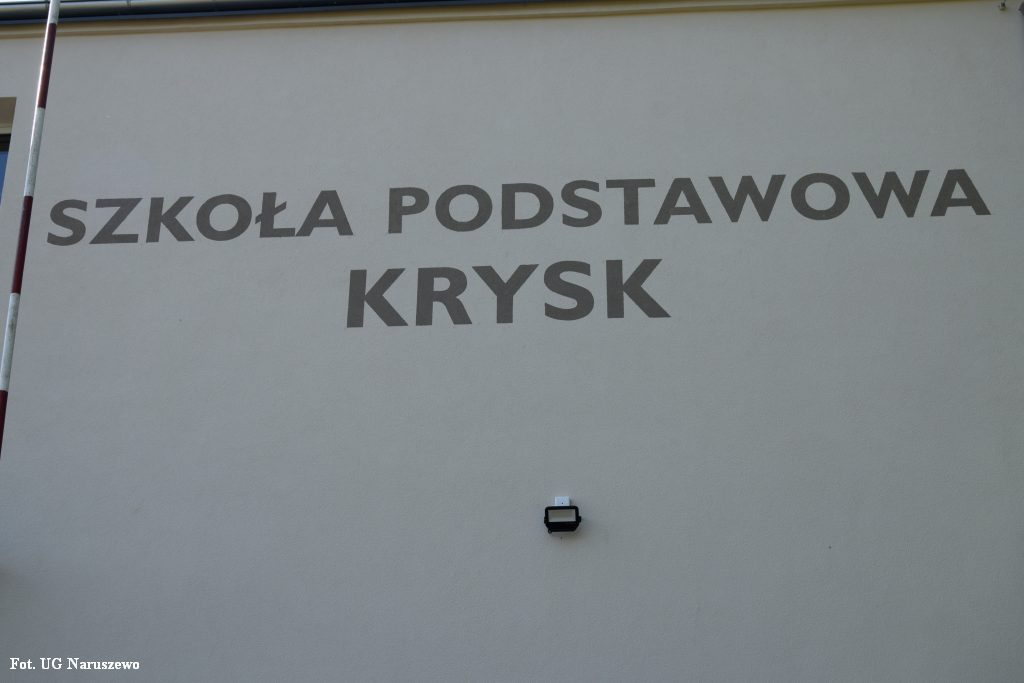 SZKOŁA PODSTAWOWA
KRYSK
Fot. UG Naruszewo